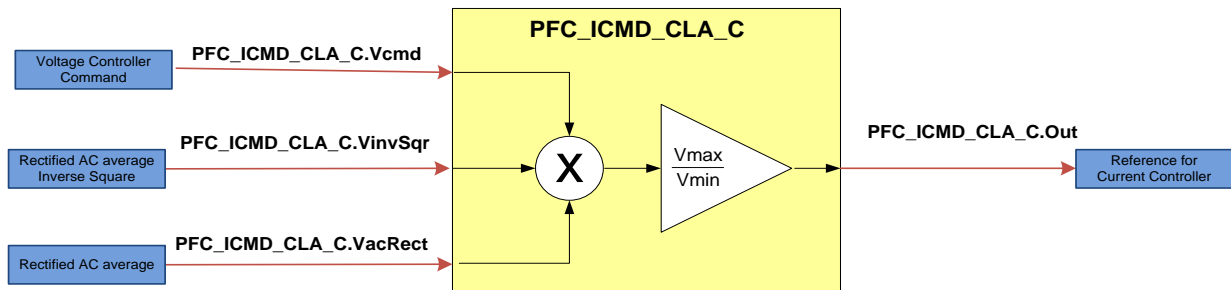 PFC_ICMD_CLA_C
PFC_ICMD_CLA_C.Vcmd
Voltage Controller
Command
PFC_ICMD_CLA_C.VinvSqr
Rectified AC average
Inverse Square
X
Vmax
Vmin
PFC_ICMD_CLA_C.Out
Reference for
Current Controller
PFC_ICMD_CLA_C.VacRect
Rectified AC average